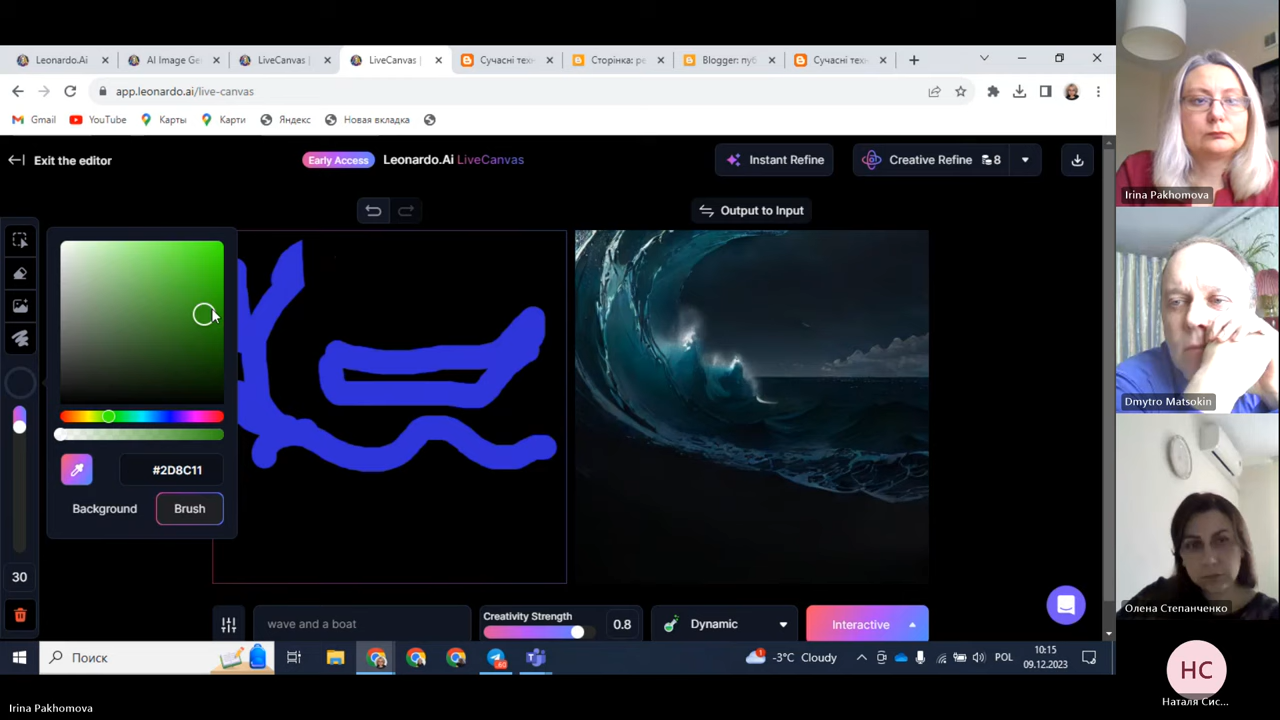 Leonardo.Ai
AI Image Ge
LiveCanvas |
LiveCanvas |
Сучасні тех
Сторінка: ре
Blogger: пуб
Сучасні тех
app.leonardo.ai/live-canvas
Gmail
YouTube
Карты
Карти
Яндекс
Новая вкладка
Exit the editor
Early Access
Leonardo.Ai LiveCanvas
Instant Refine
Creative Refine 8
Output to Input
#2D8C11
Background
Brush
30
wave and a boat
Creativity Strength
0.8
Dynamic
Interactive
Поиск
-3°C Cloudy
POL
10:15
09.12.2023
Irina Pakhomova
Dmytro Matsokin
Олена Степанченко
НС
Наталя Сис...
Irina Pakhomova